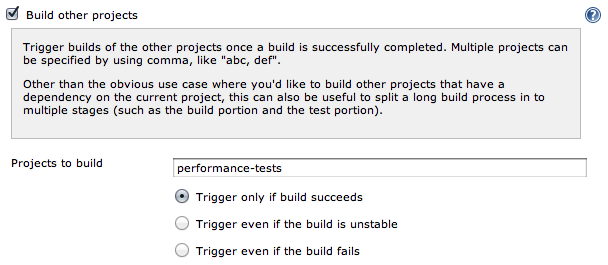 Build other projects
Trigger builds of the other projects once a build is successfully completed. Multiple projects can
be specified by using comma, like "abc, def".
Other than the obvious use case where you'd like to build other projects that have a
dependency on the current project, this can also be useful to split a long build process in to
multiple stages (such as the build portion and the test portion).
Projects to build
performance-tests
Trigger only if build succeeds
Trigger even if the build is unstable
Trigger even if the build fails